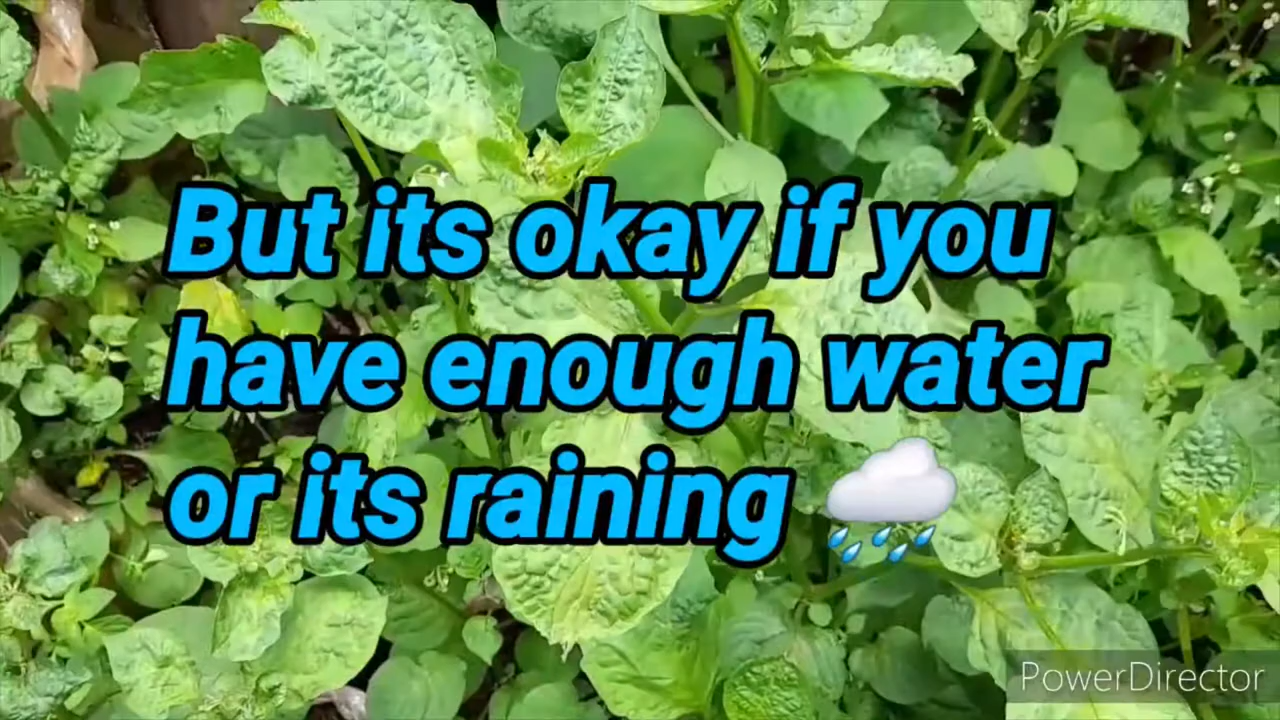 But its okay if you
have enough water
or its raining 🌧️
PowerDirector